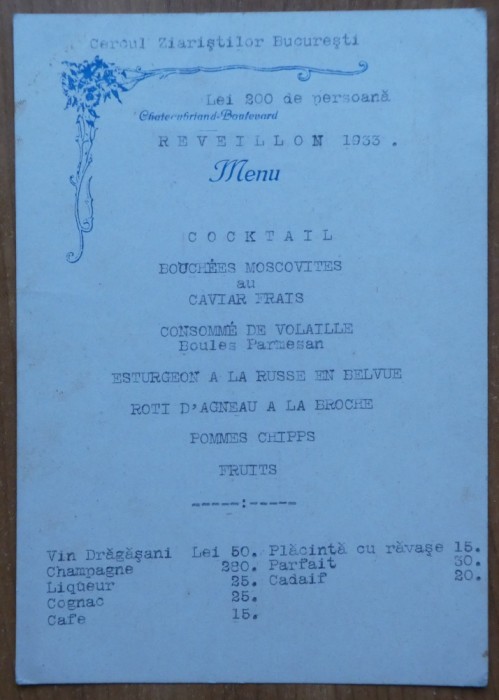 Cercul Ziariştilor Bucureşti
Lei 200 de persoană
Chateaubriand-Boulevard
REVEILLON 1933.
Menu
COCKTAIL
BOUCHÉES MOSCOVITES
au
CAVIAR FRAIS
CONSOMMÉ DE VOLAILLE
Boules Parmesan
ESTURGEON A LA RUSSE EN BELVUE
ROTI D'AGNEAU A LA BROCHE
POMMES CHIPPS
FRUITS
-----:-----
Vin Drăgăşani Lei 50. Plăcintă cu răvaşe 15.
Champagne 280. Parfait 30.
Liqueur 25. Cadaif 20.
Cognac 25.
Cafe 15.